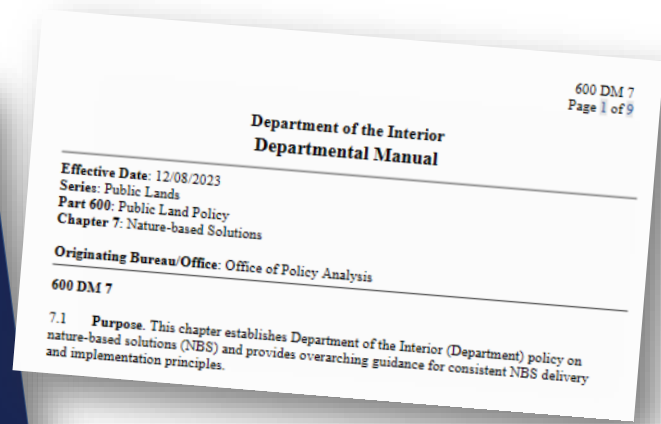 600 DM 7
Page 1 of 9
Department of the Interior
Departmental Manual
Effective Date: 12/08/2023
Series: Public Lands
Part 600: Public Land Policy
Chapter 7: Nature-based Solutions
Originating Bureau/Office: Office of Policy Analysis
600 DM 7
7.1 Purpose. This chapter establishes Department of the Interior (Department) policy on
nature-based solutions (NBS) and provides overarching guidance for consistent NBS delivery
and implementation principles.